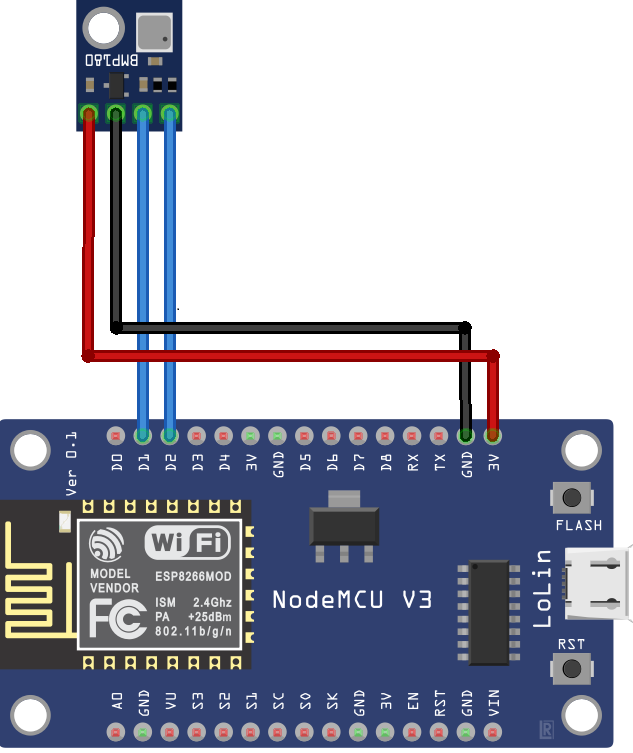 BMP180
Ver 0.1
D0
D1
D2
D3
D4
3V
GND
D5
D6
D7
D8
RX
TX
GND
3V
FLASH
WiFi
MODEL
VENDOR
ESP8266MOD
FC
ISM 2.4Ghz
PA +25dBm
802.11b/g/n
NodeMCU V3
LoLin
RST
A0
GND
VU
S3
S2
S1
SC
S0
SK
GND
3V
EN
RST
GND
VIN